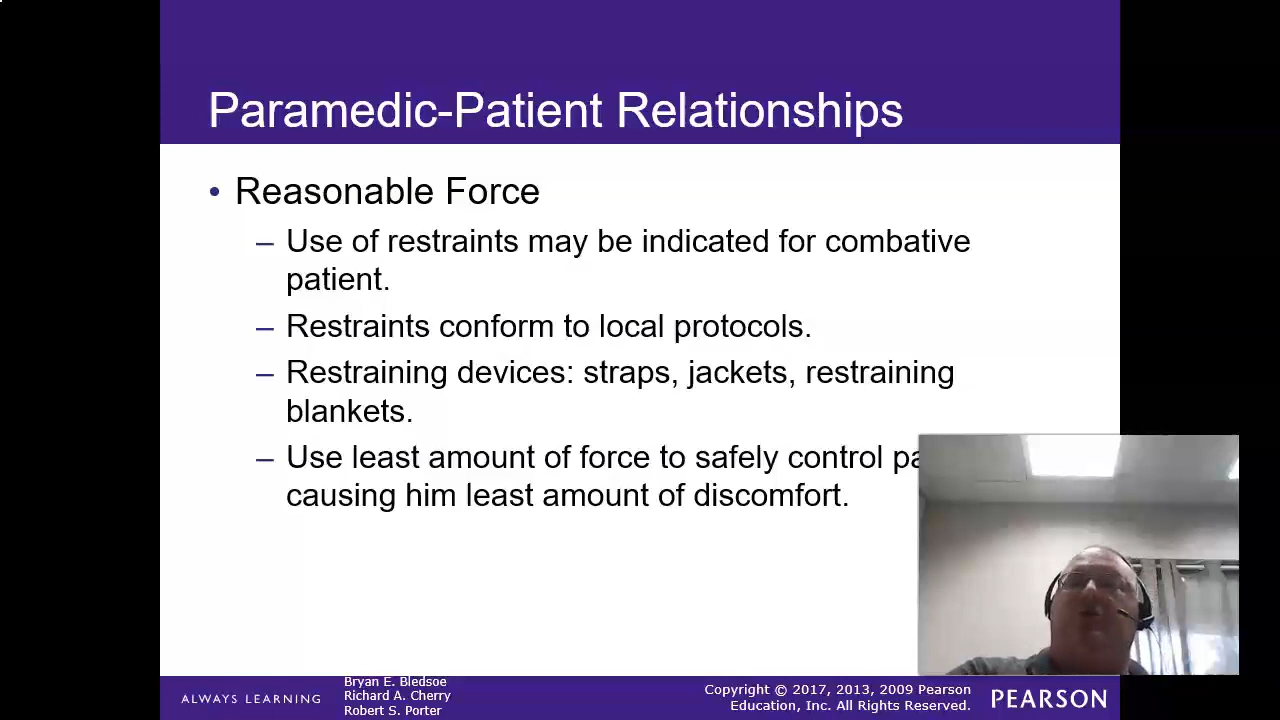 Paramedic-Patient Relationships
• Reasonable Force
– Use of restraints may be indicated for combative
patient.
– Restraints conform to local protocols.
– Restraining devices: straps, jackets, restraining
blankets.
– Use least amount of force to safely control
causing him least amount of discomfort.
ALWAYS LEARNING
Bryan E. Bledsoe
Richard A. Cherry
Robert S. Porter
Copyright © 2017, 2013, 2009 Pearson
Education, Inc. All Rights Reserved.
PEARSON